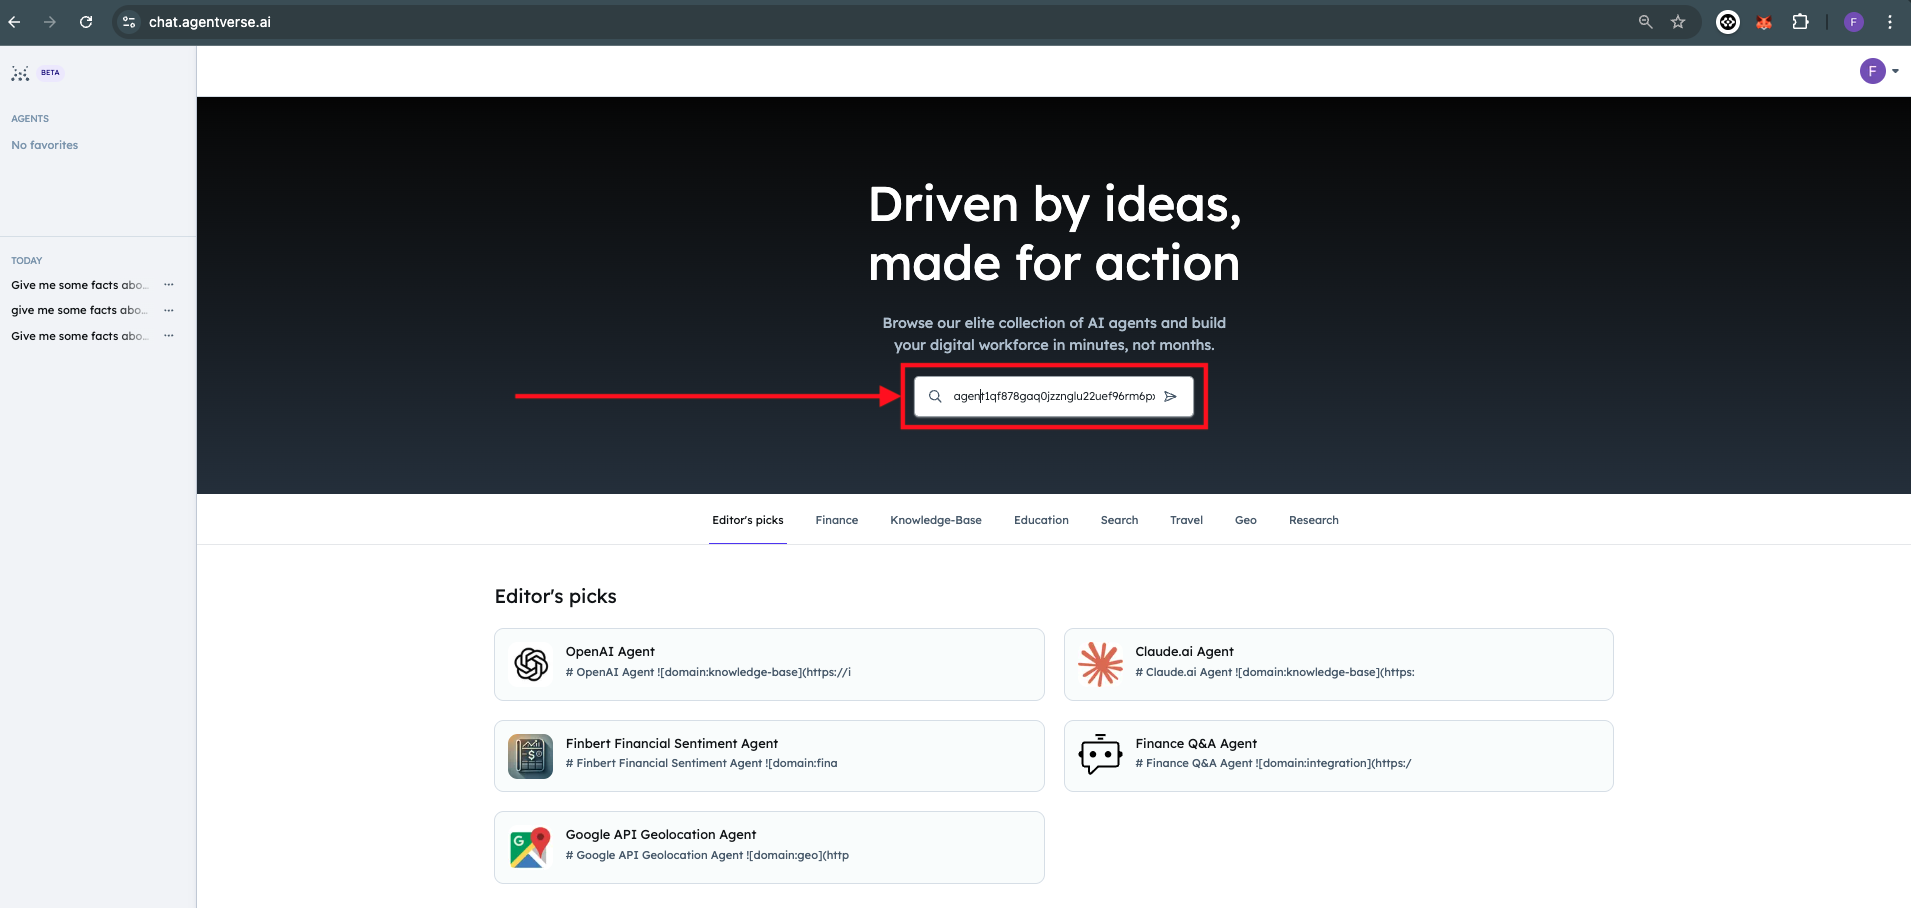 chat.agentverse.ai
F
BETA
F
AGENTS
No favorites
TODAY
Give me some facts abo...
give me some facts abo...
Give me some facts abo...
Driven by ideas,
made for action
Browse our elite collection of AI agents and build
your digital workforce in minutes, not months.
agent1qf878gaq0jzznglu22uef96rm6px
Editor's picks Finance Knowledge-Base Education Search Travel Geo Research
Editor's picks
OpenAI Agent
# OpenAI Agent ![domain:knowledge-base](https://i
Claude.ai Agent
# Claude.ai Agent ![domain:knowledge-base](https:
Finbert Financial Sentiment Agent
# Finbert Financial Sentiment Agent ![domain:fina
Finance Q&A Agent
# Finance Q&A Agent ![domain:integration](https:/
G
Google API Geolocation Agent
# Google API Geolocation Agent ![domain:geo](http